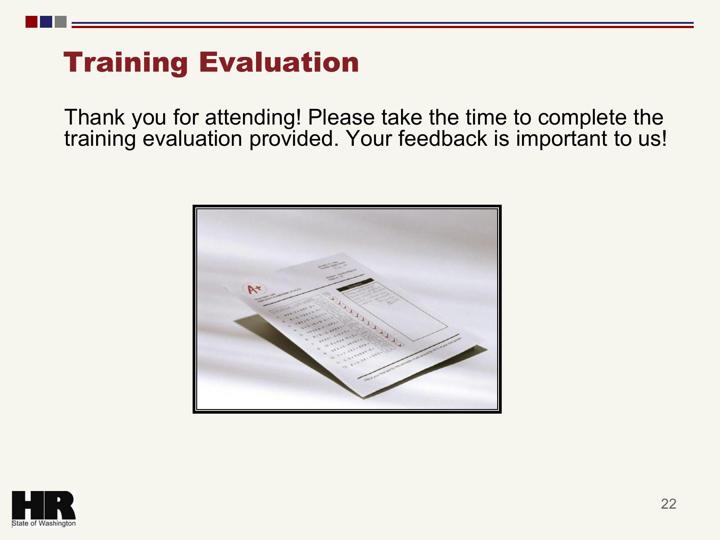 Training Evaluation
Thank you for attending! Please take the time to complete the
training evaluation provided. Your feedback is important to us!
A+
HR
State of Washington
22